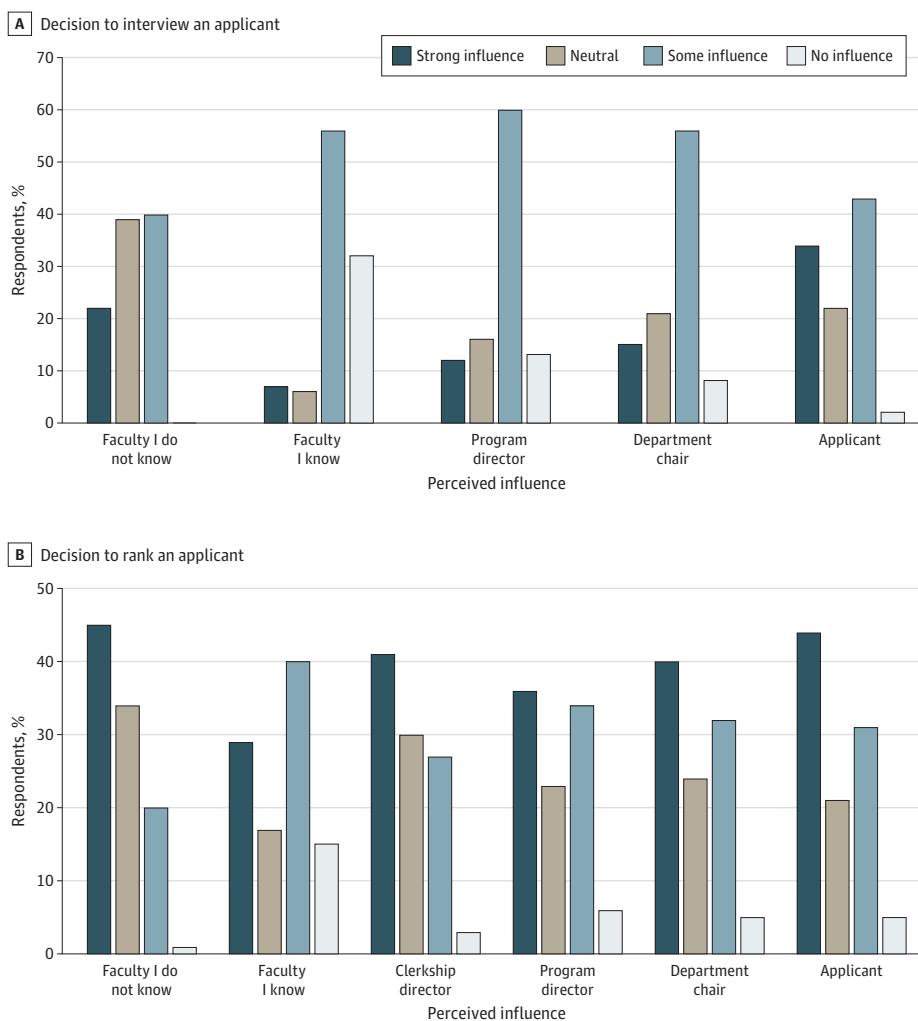 A Decision to interview an applicant
Strong influence Neutral Some influence No influence
70
60
50
40
30
20
10
0
Respondents, %
Faculty I do not know
Faculty I know
Program director
Department chair
Applicant
Perceived influence
B Decision to rank an applicant
50
40
30
20
10
0
Respondents, %
Faculty I do not know
Faculty I know
Clerkship director
Program director
Department chair
Applicant
Perceived influence